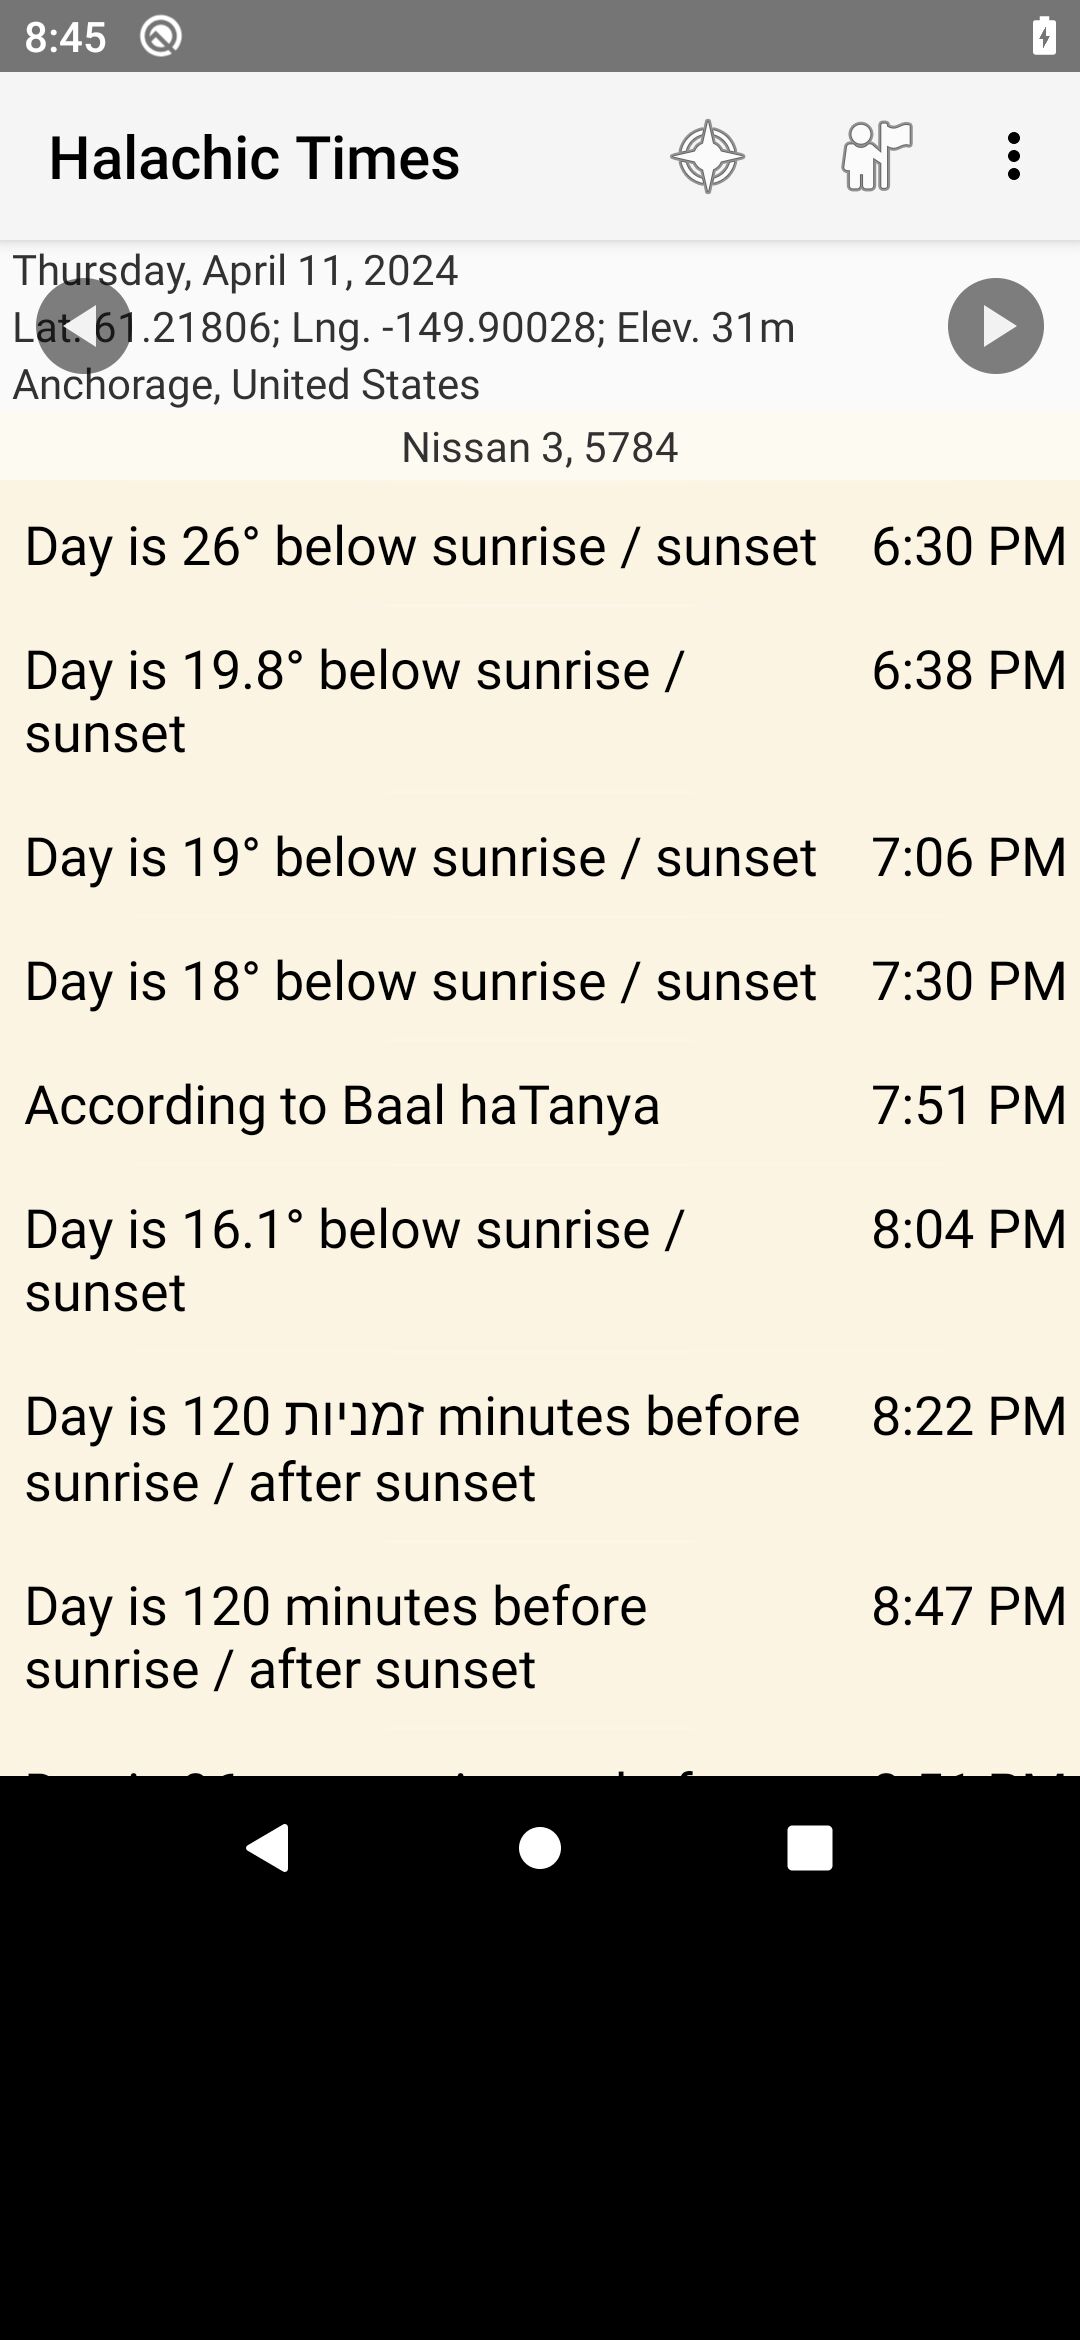 8:45
Halachic Times
Thursday, April 11, 2024
Lat. 61.21806; Lng. -149.90028; Elev. 31m
Anchorage, United States
Nissan 3, 5784
Day is 26° below sunrise / sunset 6:30 PM
Day is 19.8° below sunrise / 6:38 PM
sunset
Day is 19° below sunrise / sunset 7:06 PM
Day is 18° below sunrise / sunset 7:30 PM
According to Baal haTanya 7:51 PM
Day is 16.1° below sunrise / 8:04 PM
sunset
Day is 120 זמניות minutes before 8:22 PM
sunrise / after sunset
Day is 120 minutes before 8:47 PM
sunrise / after sunset